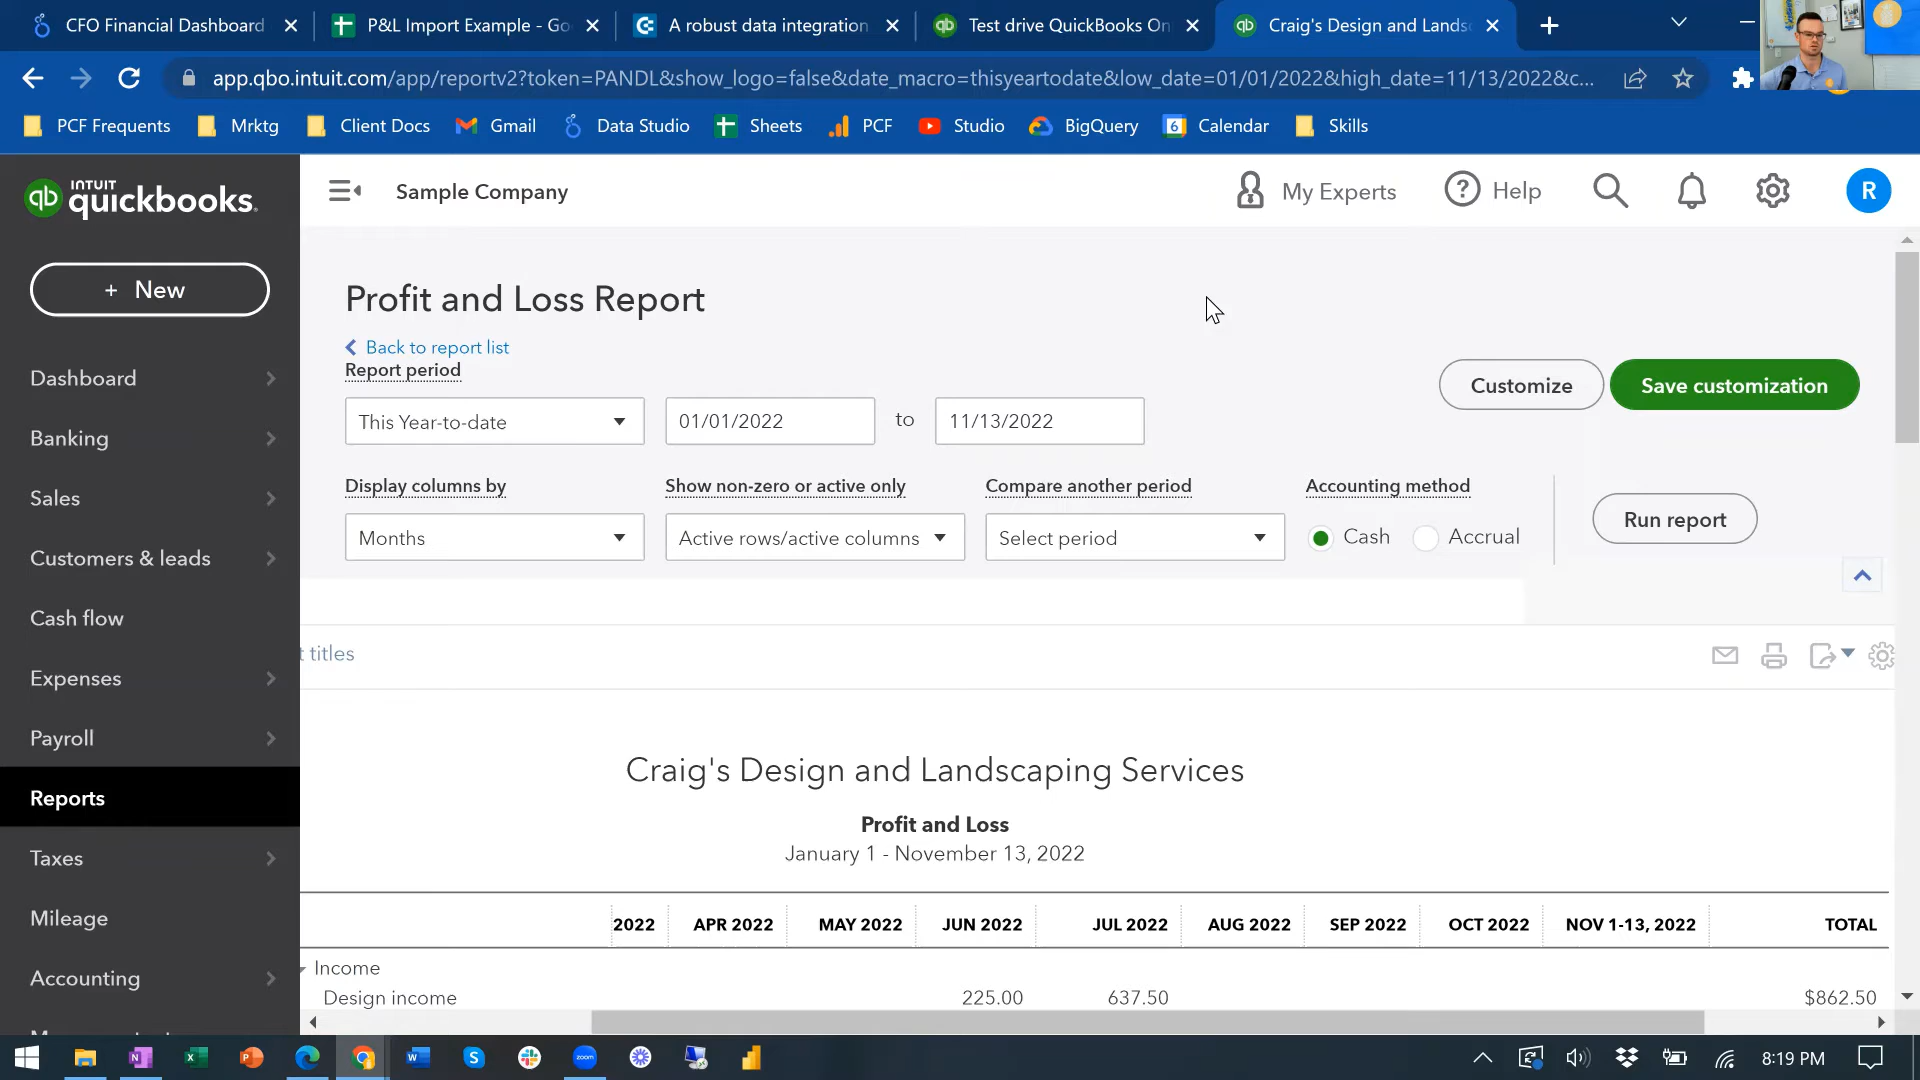 CFO Financial Dashboard
P&L Import Example - Go
A robust data integration
Test drive QuickBooks On
Craig's Design and Lands
app.qbo.intuit.com/app/reportv2?token=PANDL&show_logo=false&date_macro=thisyeartodate&low_date=01/01/2022&high_date=11/13/2022&c...
PCF Frequents
Mrktg
Client Docs
Gmail
Data Studio
Sheets
PCF
Studio
BigQuery
6
Calendar
Skills
qb INTUIT quickbooks.
Sample Company
My Experts
Help
R
+ New
Dashboard
Banking
Sales
Customers & leads
Cash flow
Expenses
Payroll
Reports
Taxes
Mileage
Accounting
Profit and Loss Report
Back to report list
Report period
This Year-to-date
01/01/2022
to
11/13/2022
Customize
Save customization
Display columns by
Show non-zero or active only
Compare another period
Accounting method
Months
Active rows/active columns
Select period
Cash
Accrual
Run report
t titles
Craig's Design and Landscaping Services
Profit and Loss
January 1 - November 13, 2022
2022 APR 2022 MAY 2022 JUN 2022 JUL 2022 AUG 2022 SEP 2022 OCT 2022 NOV 1-13, 2022 TOTAL
Income
Design income 225.00 637.50 $862.50
zoom
8:19 PM